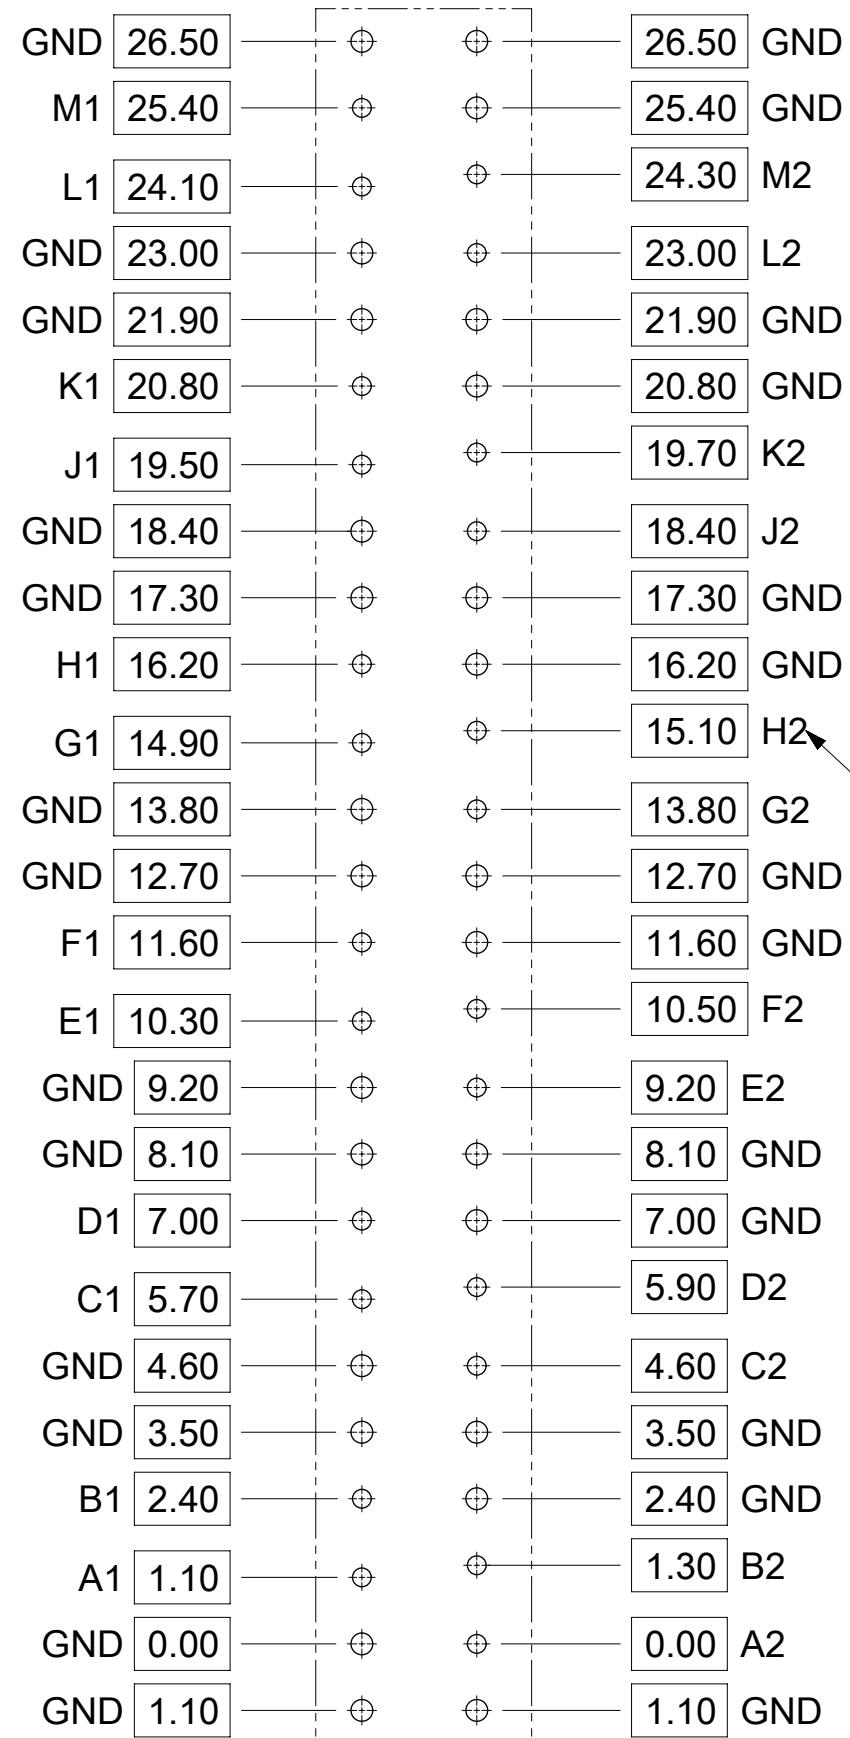 GND 26.50 26.50 GND
M1 25.40 25.40 GND
L1 24.10 24.30 M2
GND 23.00 23.00 L2
GND 21.90 21.90 GND
K1 20.80 20.80 GND
J1 19.50 19.70 K2
GND 18.40 18.40 J2
GND 17.30 17.30 GND
H1 16.20 16.20 GND
G1 14.90 15.10 H2
GND 13.80 13.80 G2
GND 12.70 12.70 GND
F1 11.60 11.60 GND
E1 10.30 10.50 F2
GND 9.20 9.20 E2
GND 8.10 8.10 GND
D1 7.00 7.00 GND
C1 5.70 5.90 D2
GND 4.60 4.60 C2
GND 3.50 3.50 GND
B1 2.40 2.40 GND
A1 1.10 1.30 B2
GND 0.00 0.00 A2
GND 1.10 1.10 GND